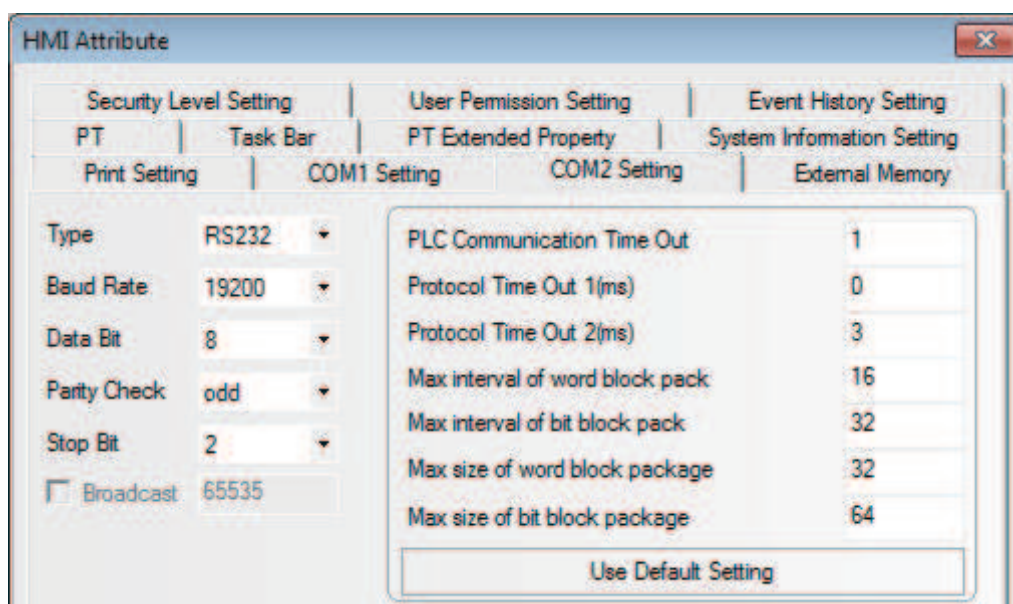 HMI Attribute
Security Level Setting User Permission Setting Event History Setting
PT Task Bar PT Extended Property System Information Setting
Print Setting COM1 Setting COM2 Setting External Memory
Type RS232 PLC Communication Time Out 1
Baud Rate 19200 Protocol Time Out 1(ms) 0
Data Bit 8 Protocol Time Out 2(ms) 3
Parity Check odd Max interval of word block pack 16
Stop Bit 2 Max interval of bit block pack 32
Broadcast 65535 Max size of word block package 32
Max size of bit block package 64
Use Default Setting